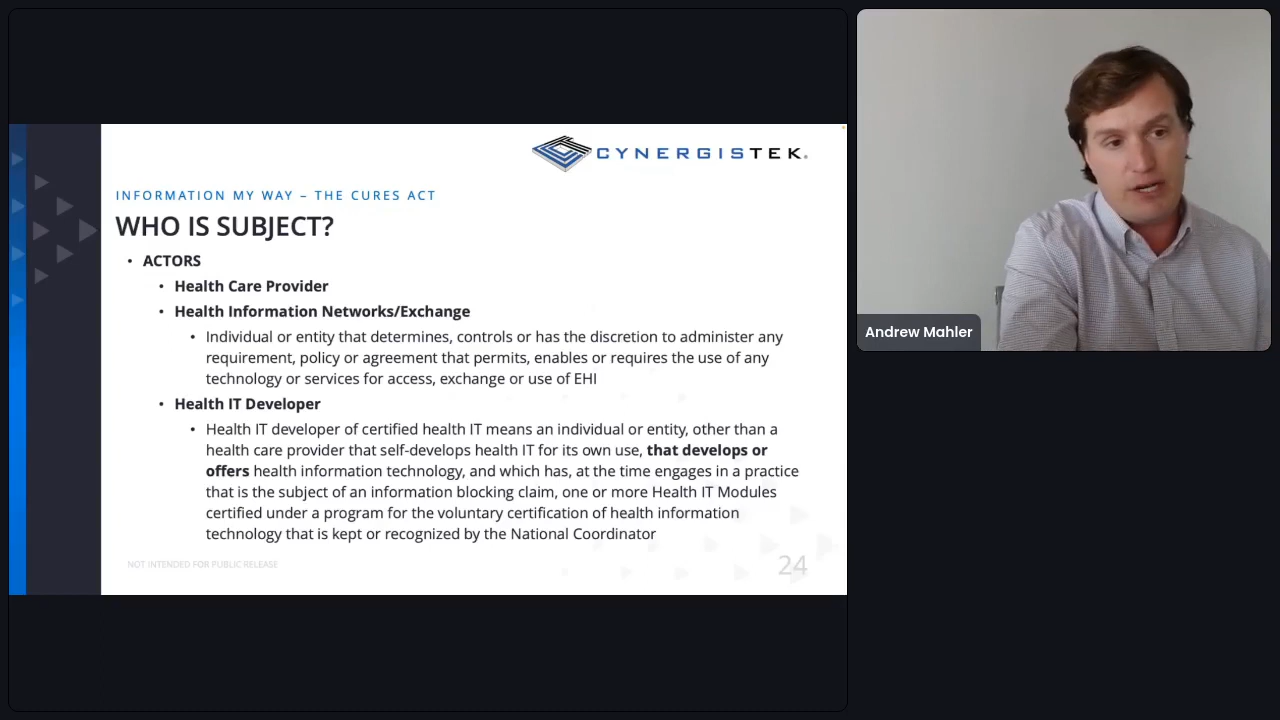 CYNERGISTEK.
INFORMATION MY WAY – THE CURES ACT
WHO IS SUBJECT?
• ACTORS
• Health Care Provider
• Health Information Networks/Exchange
• Individual or entity that determines, controls or has the discretion to administer any
requirement, policy or agreement that permits, enables or requires the use of any
technology or services for access, exchange or use of EHI
• Health IT Developer
• Health IT developer of certified health IT means an individual or entity, other than a
health care provider that self-develops health IT for its own use, that develops or
offers health information technology, and which has, at the time engages in a practice
that is the subject of an information blocking claim, one or more Health IT Modules
certified under a program for the voluntary certification of health information
technology that is kept or recognized by the National Coordinator
NOT INTENDED FOR PUBLIC RELEASE
24
Andrew Mahler